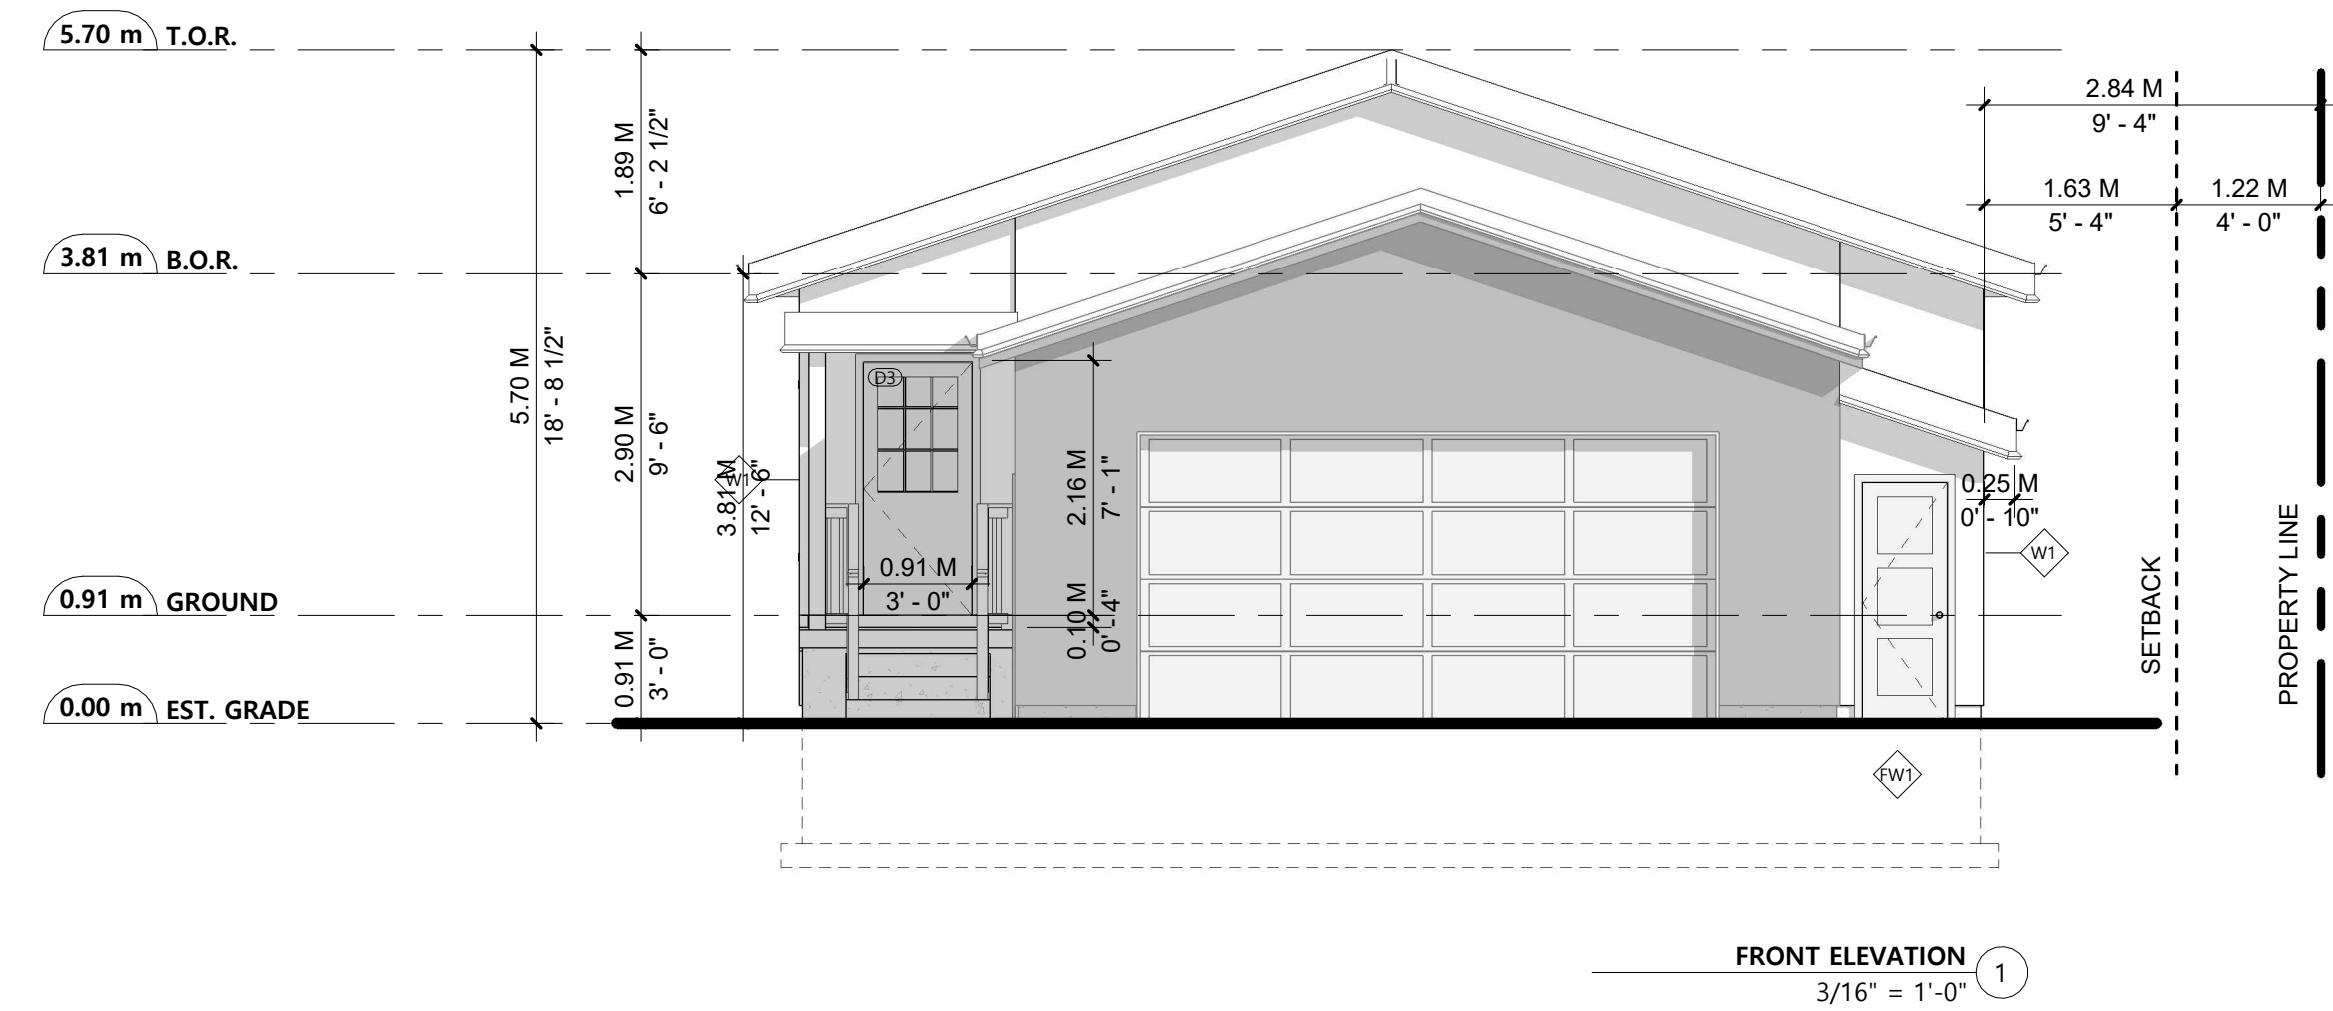 5.70 m T.O.R.
3.81 m B.O.R.
0.91 m GROUND
0.00 m EST. GRADE
5.70 M
18' - 8 1/2"
1.89 M
6' - 2 1/2"
2.90 M
9' - 6"
0.91 M
3' - 0"
3.81 M
12' - 6"
W1
D3
0.91 M
3' - 0"
2.16 M
7' - 1"
0.10 M
0' - 4"
2.84 M
9' - 4"
1.63 M
5' - 4"
1.22 M
4' - 0"
0.25 M
0' - 10"
W1
SETBACK
PROPERTY LINE
FW1
FRONT ELEVATION 1
3/16" = 1'-0"